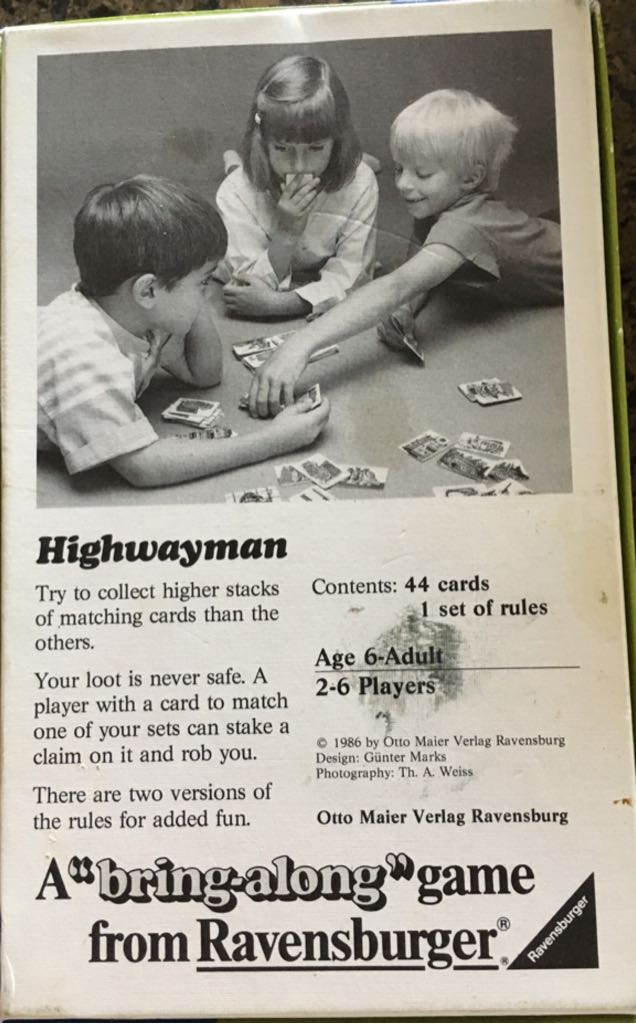 Highwayman
Try to collect higher stacks
of matching cards than the
others.
Your loot is never safe. A
player with a card to match
one of your sets can stake a
claim on it and rob you.
There are two versions of
the rules for added fun.
Contents: 44 cards
1 set of rules
Age 6-Adult
2-6 Players
© 1986 by Otto Maier Verlag Ravensburg
Design: Günter Marks
Photography: Th. A. Weiss
Otto Maier Verlag Ravensburg
A "bring-along" game
from Ravensburger®
Ravensburger®